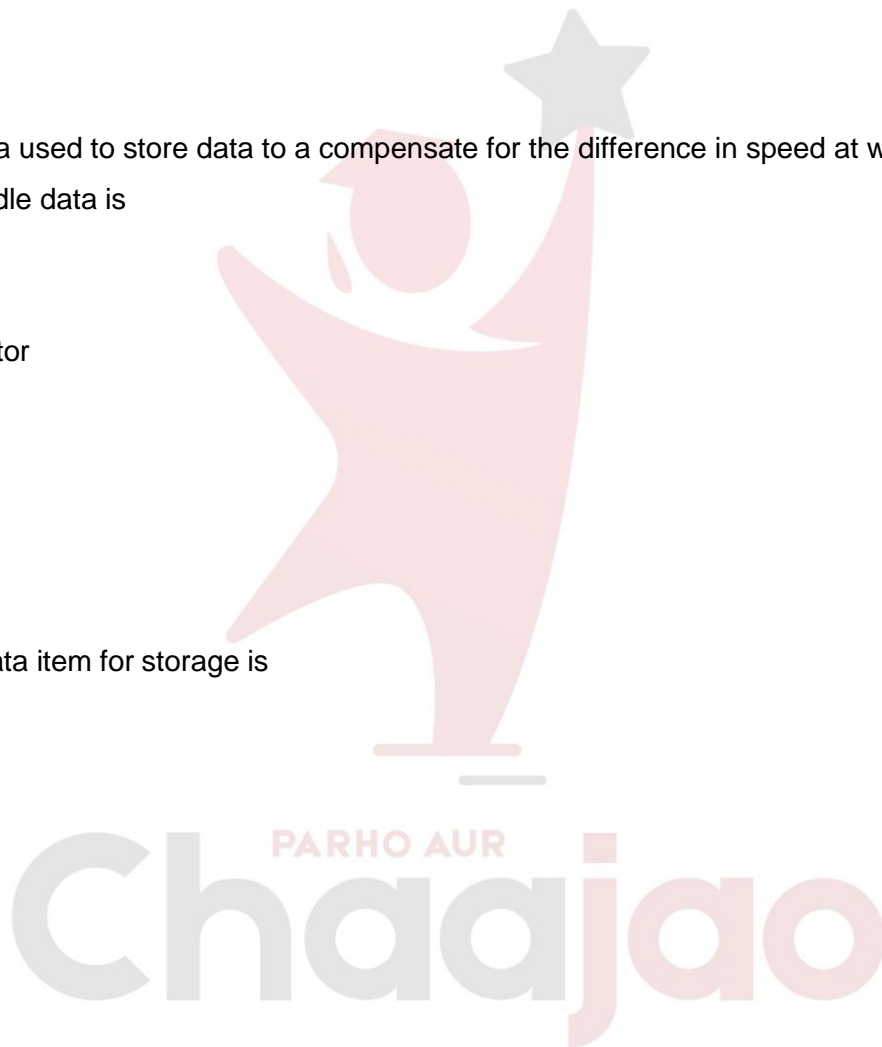 a used to store data to a compensate for the difference in speed at w
dle data is
tor
ata item for storage is
PARHO AUR
Chaajao